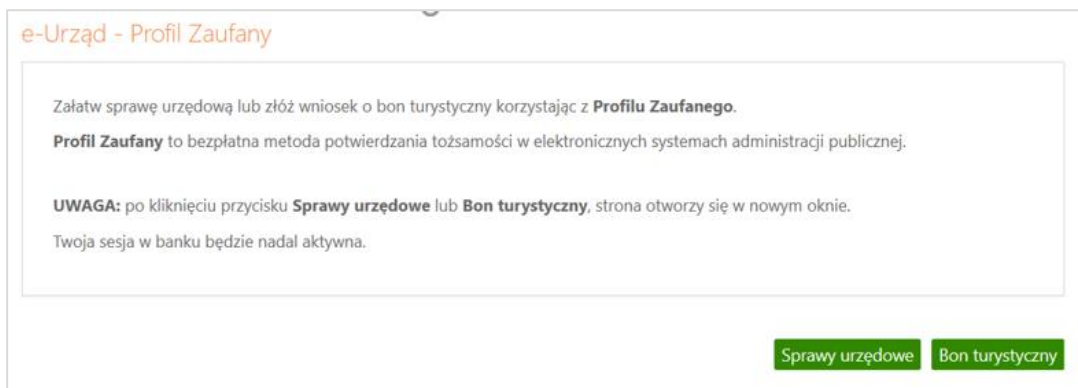 e-Urząd - Profil Zaufany
Załatw sprawę urzędową lub złóż wniosek o bon turystyczny korzystając z Profilu Zaufanego.
Profil Zaufany to bezpłatna metoda potwierdzania tożsamości w elektronicznych systemach administracji publicznej.
UWAGA: po kliknięciu przycisku Sprawy urzędowe lub Bon turystyczny, strona otworzy się w nowym oknie.
Twoja sesja w banku będzie nadal aktywna.
Sprawy urzędowe Bon turystyczny